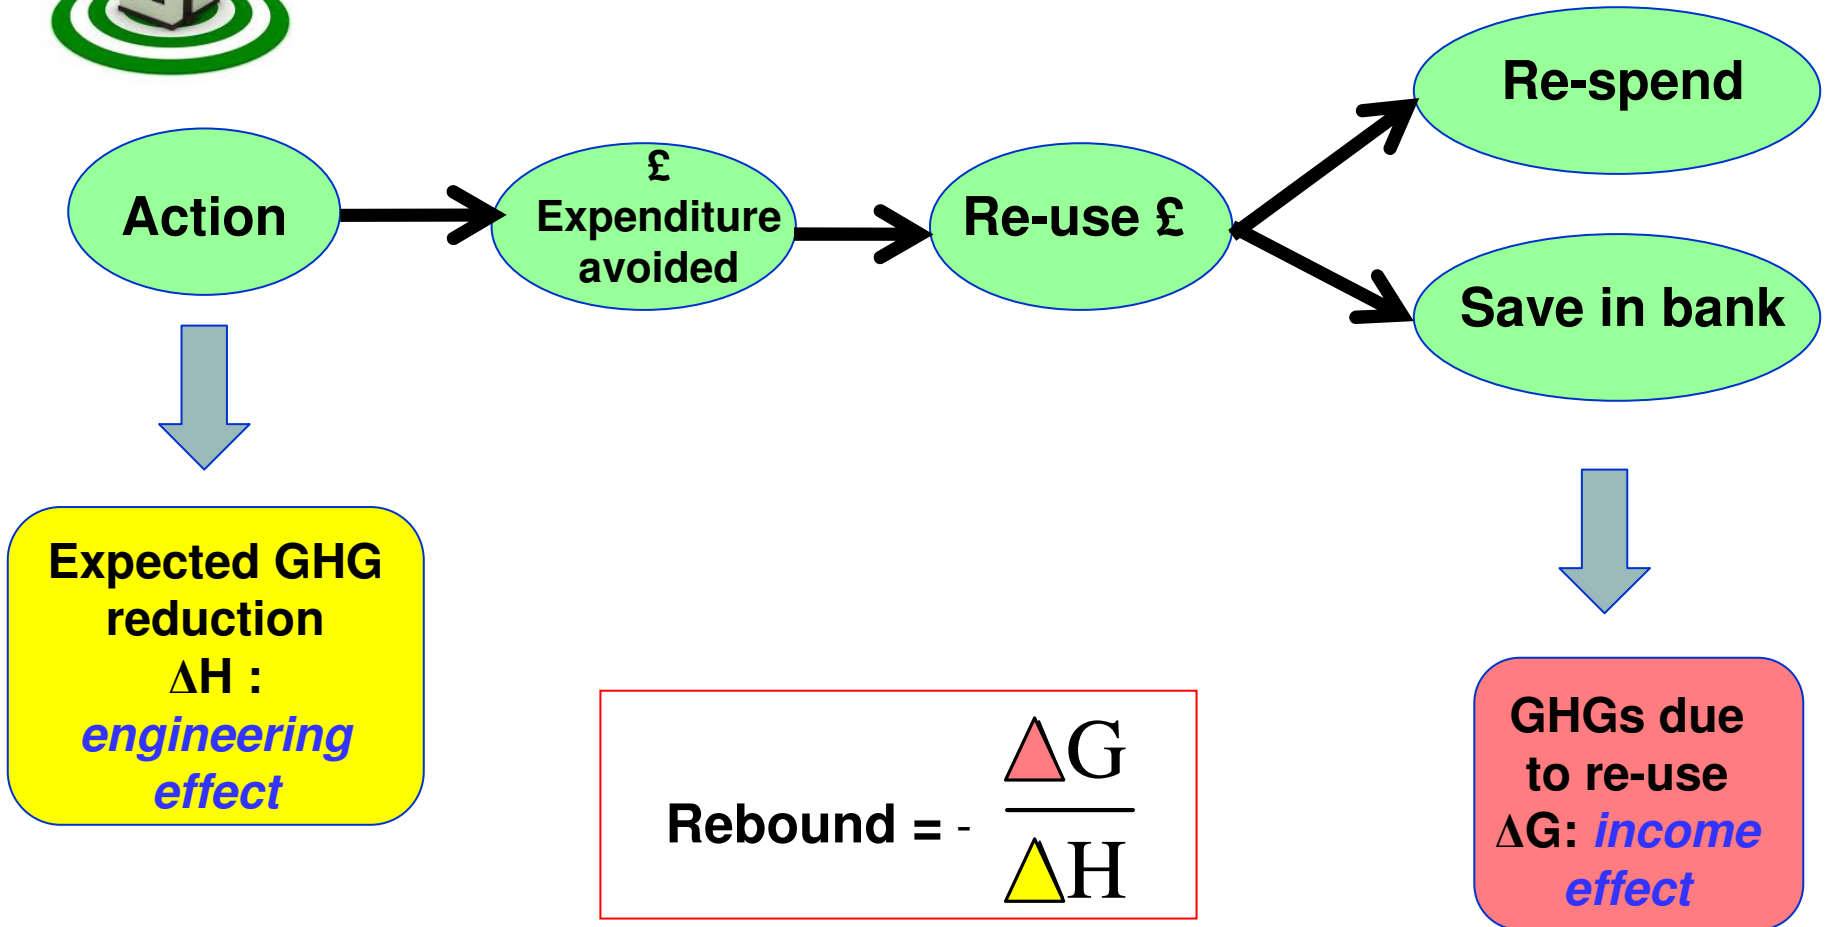 Re-spend
Action
£
Expenditure
avoided
Re-use £
Save in bank
Expected GHG
reduction
ΔH :
engineering
effect
Rebound = - ΔG
ΔH
GHGs due
to re-use
ΔG: income
effect